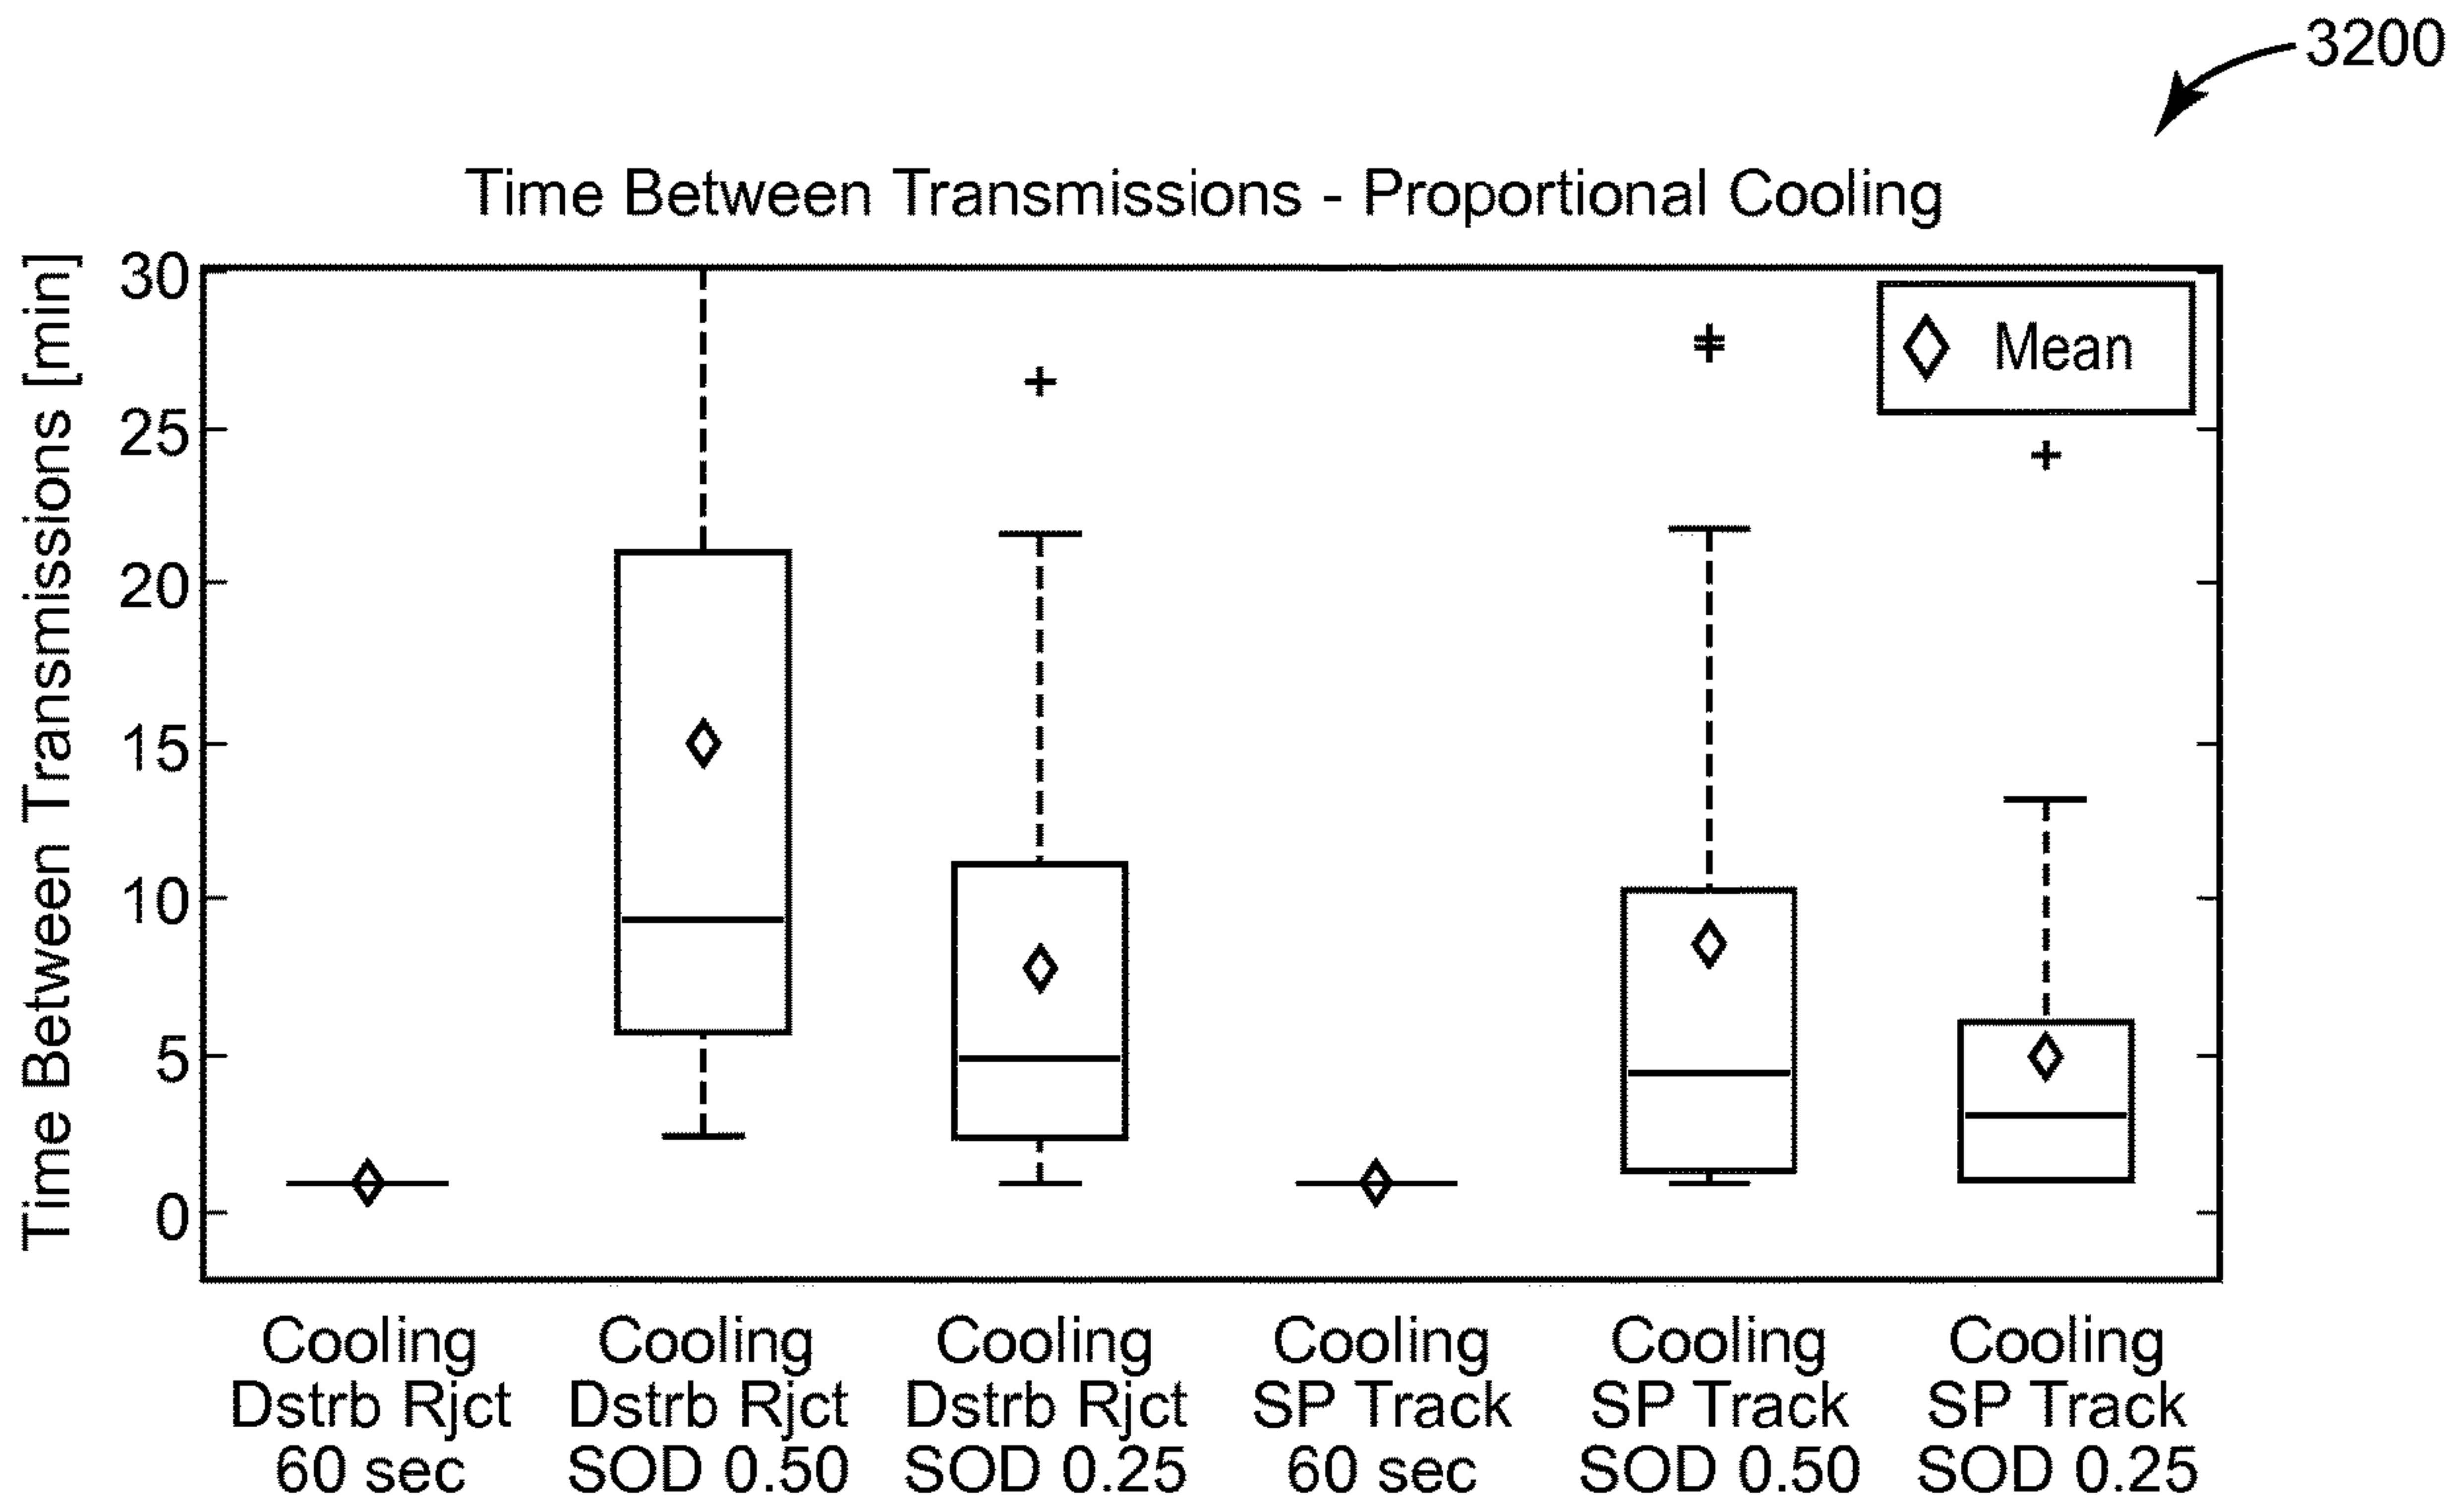 3200
Time Between Transmissions - Proportional Cooling
Time Between Transmissions [min]
30
25
20
15
10
5
0
Mean
Cooling Dstrb Rjct 60 sec
Cooling Dstrb Rjct SOD 0.50
Cooling Dstrb Rjct SOD 0.25
Cooling SP Track 60 sec
Cooling SP Track SOD 0.50
Cooling SP Track SOD 0.25